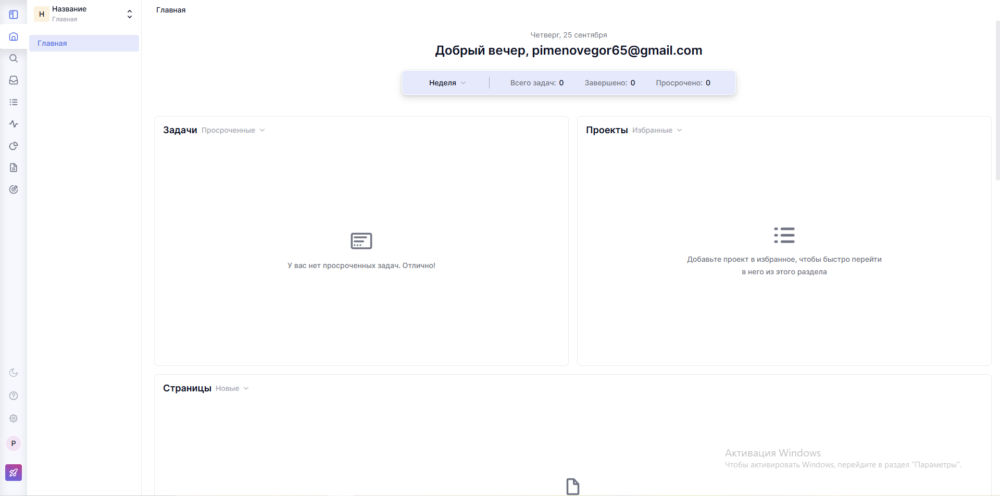 Н
Название
Главная
Главная
Главная
Четверг, 25 сентября
Добрый вечер, pimenovegor65@gmail.com
Неделя Всего задач: 0 Завершено: 0 Просрочено: 0
Задачи Просроченные
У вас нет просроченных задач. Отлично!
Проекты Избранные
Добавьте проект в избранное, чтобы быстро перейти
в него из этого раздела
Страницы Новые
P
Активация Windows
Чтобы активировать Windows, перейдите в раздел "Параметры".